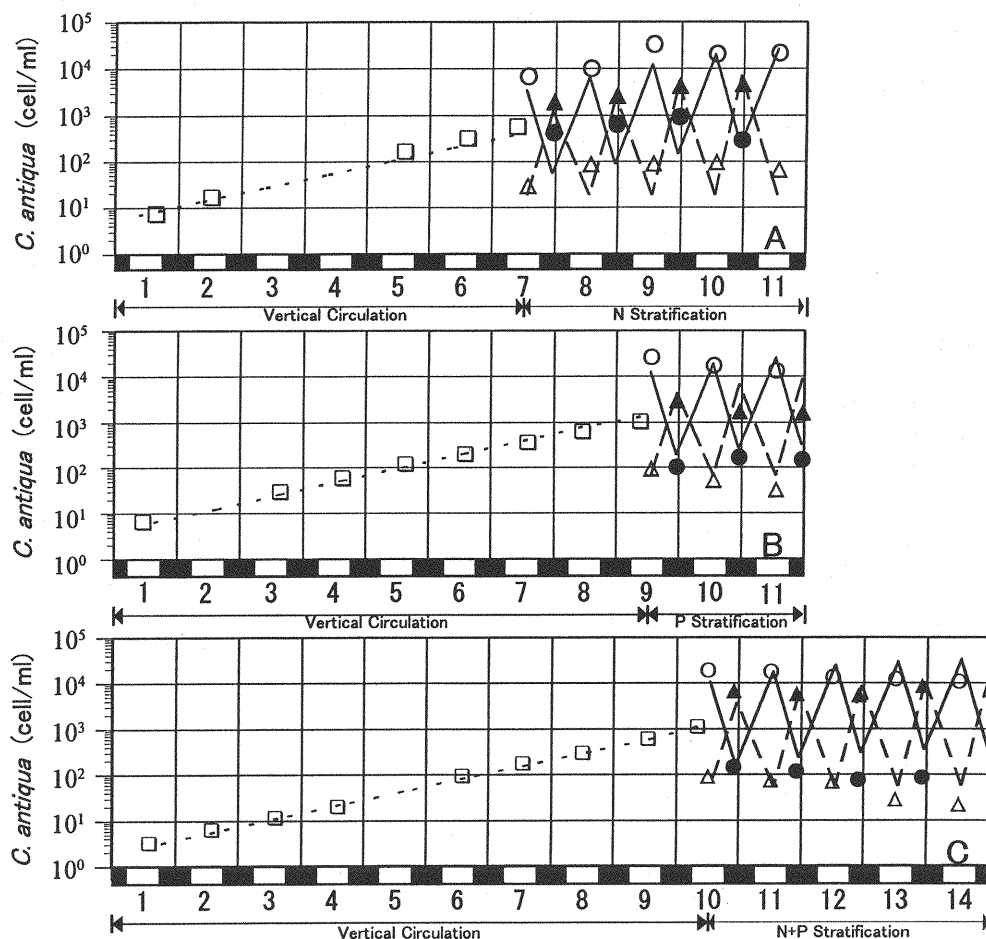 C. antiqua (cell/ml)
10⁵
10⁴
10³
10²
10¹
10⁰
A
1 2 3 4 5 6 7 8 9 10 11
Vertical Circulation N Stratification
C. antiqua (cell/ml)
10⁵
10⁴
10³
10²
10¹
10⁰
B
1 2 3 4 5 6 7 8 9 10 11
Vertical Circulation P Stratification
C. antiqua (cell/ml)
10⁵
10⁴
10³
10²
10¹
10⁰
C
1 2 3 4 5 6 7 8 9 10 11 12 13 14
Vertical Circulation N+P Stratification